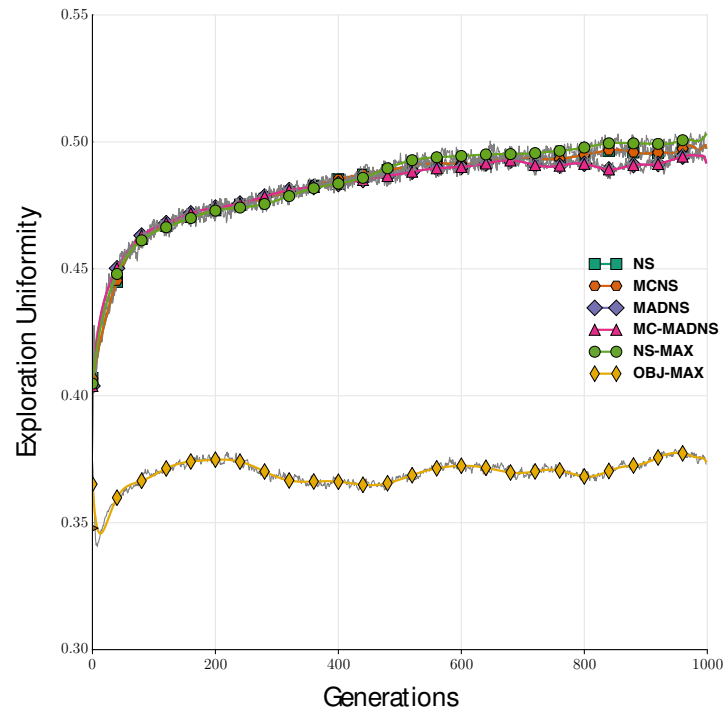 0.55
0.50
0.45
0.40
0.35
0.30
Exploration Uniformity
NS
MCNS
MADNS
MC-MADNS
NS-MAX
OBJ-MAX
0
200
400
600
800
1000
Generations